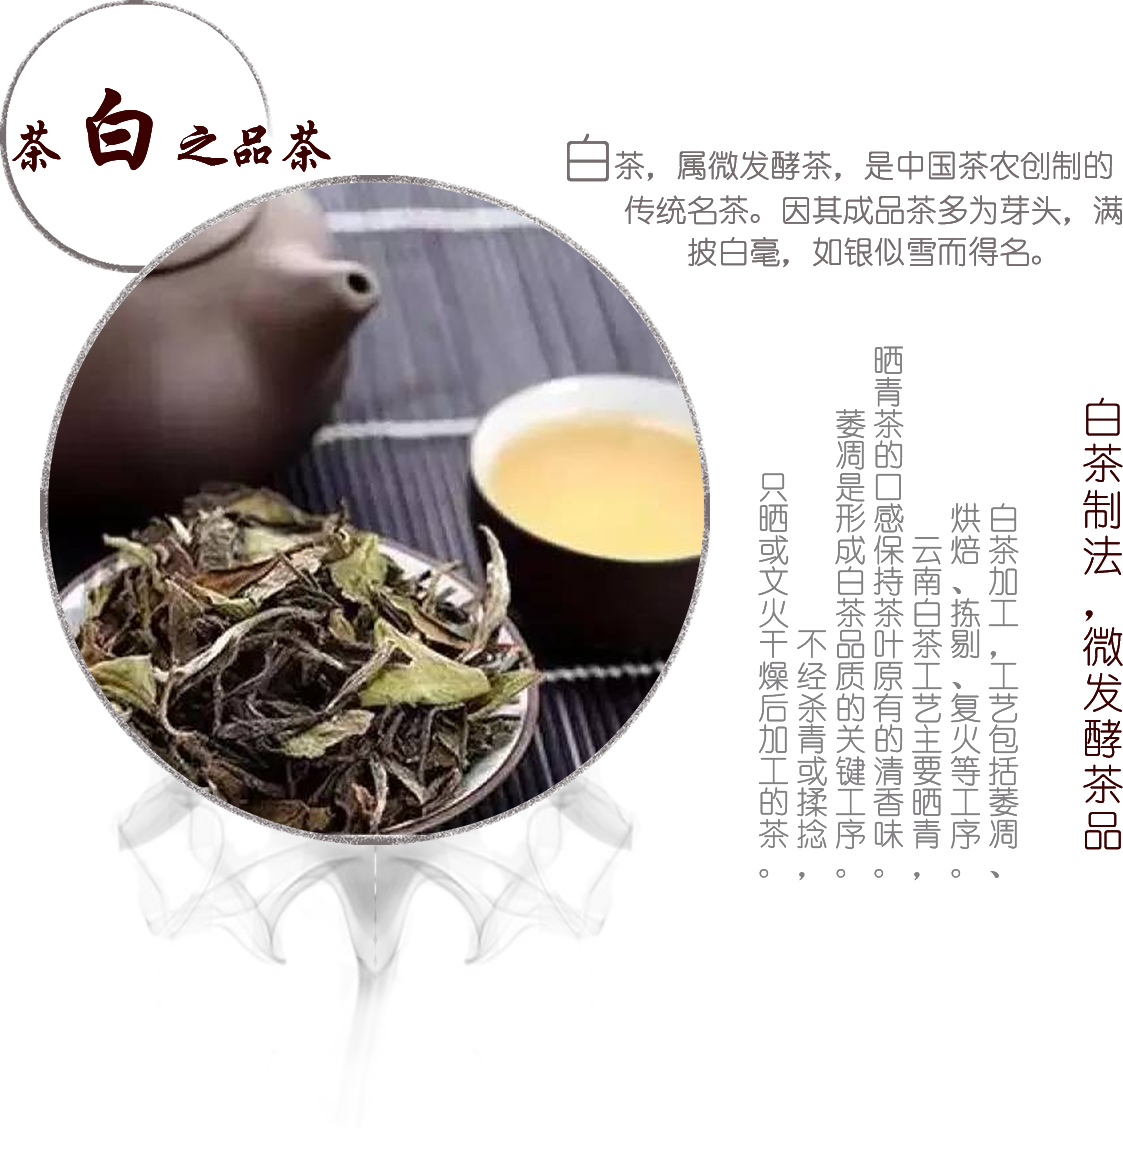 茶白之品茶
白茶，属微发酵茶，是中国茶农创制的
传统名茶。因其成品茶多为芽头，满
披白毫，如银似雪而得名。
白茶制法，微发酵茶品
白茶加工，工艺包括萎凋、
烘焙、拣剔、复火等工序。
云南白茶工艺主要晒青，
晒青茶的口感保持茶叶原有的清香味。
萎凋是形成白茶品质的关键工序。
不经杀青或揉捻，
只晒或文火干燥后加工的茶。